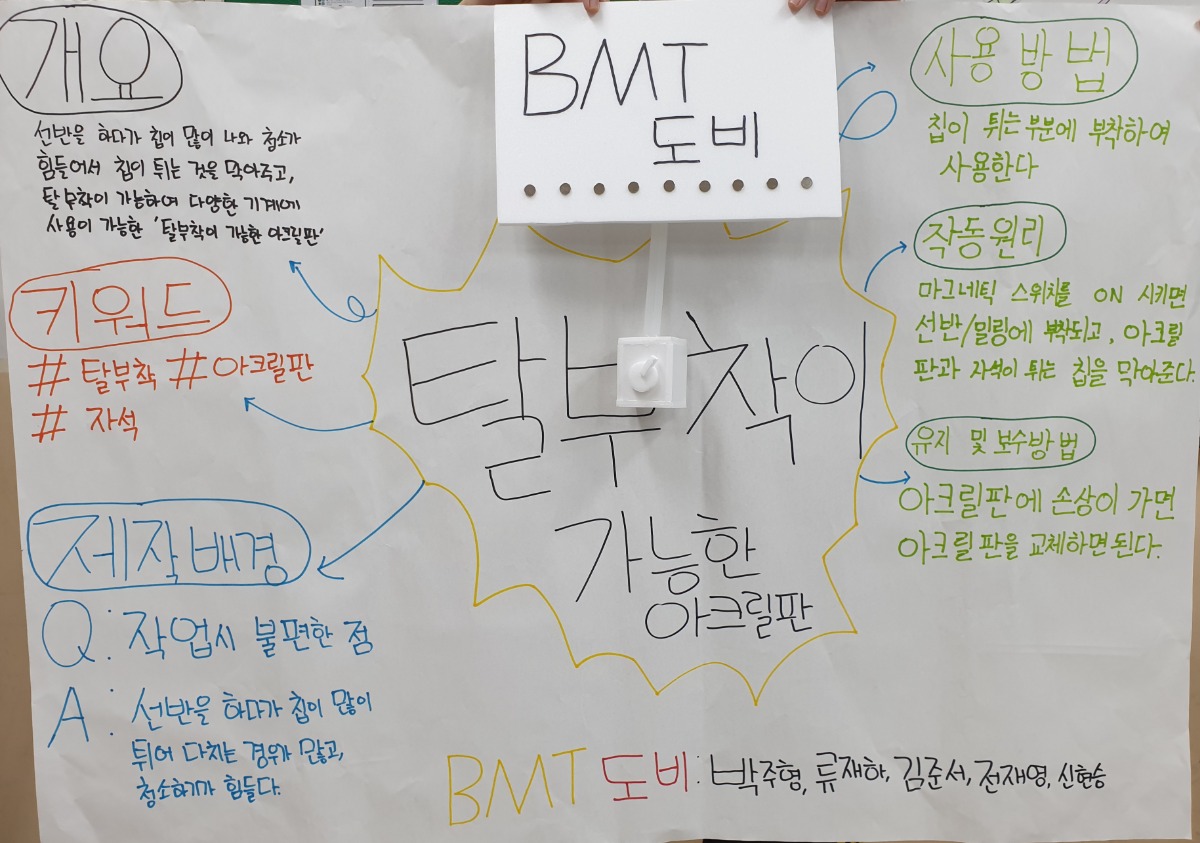 BMT
도비
개요
선반을 하다가 칩이 많이 나와 청소가
힘들어서 칩이 튀는 것을 막아주고,
탈부착이 가능하여 다양한 기계에
사용이 가능한 '탈부착이 가능한 아크릴판'
키워드
#탈부착 #아크릴판
# 자석
제작배경
Q: 작업시 불편한 점
A: 선반을 하다가 칩이 많이
튀어 다치는 경우가 많고,
청소하기가 힘들다.
탈부착이
가능한
아크릴판
사용 방법
칩이 튀는 부분에 부착하여
사용한다
작동원리
마그네틱 스위치를 ON 시키면
선반/밀링에 부착되고, 아크릴
판과 자석이 튀는 칩을 막아준다.
유지 및 보수방법
아크릴판에 손상이 가면
아크릴판을 교체하면된다.
BMT 도비: 박주형, 류재하, 김준서, 전재영, 신현승